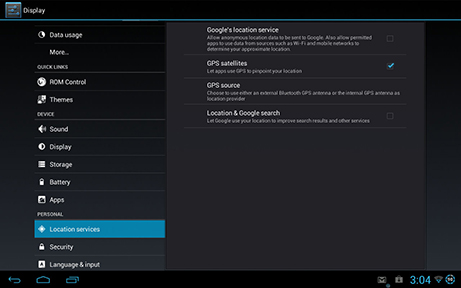 Display
Data usage
More...
QUICK LINKS
ROM Control
Themes
DEVICE
Sound
Display
Storage
Battery
Apps
PERSONAL
Location services
Security
Language & input
Google's location service
Allow anonymous location data to be sent to Google. Also allow permitted
apps to use data from sources such as Wi-Fi and mobile networks to
determine your approximate location.
GPS satellites
Let apps use GPS to pinpoint your location
GPS source
Choose to use either an external Bluetooth GPS antenna or the internal GPS antenna as
location provider
Location & Google search
Let Google use your location to improve search results and other services
3:04